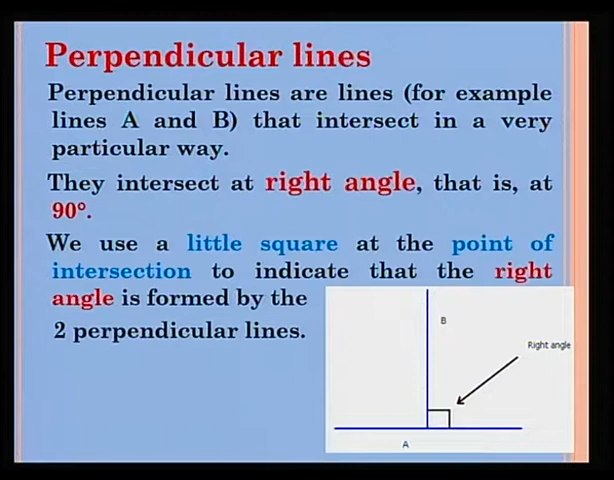 Perpendicular lines
Perpendicular lines are lines (for example
lines A and B) that intersect in a very
particular way.
They intersect at right angle, that is, at
90°.
We use a little square at the point of
intersection to indicate that the right
angle is formed by the
2 perpendicular lines.
B
Right angle
A